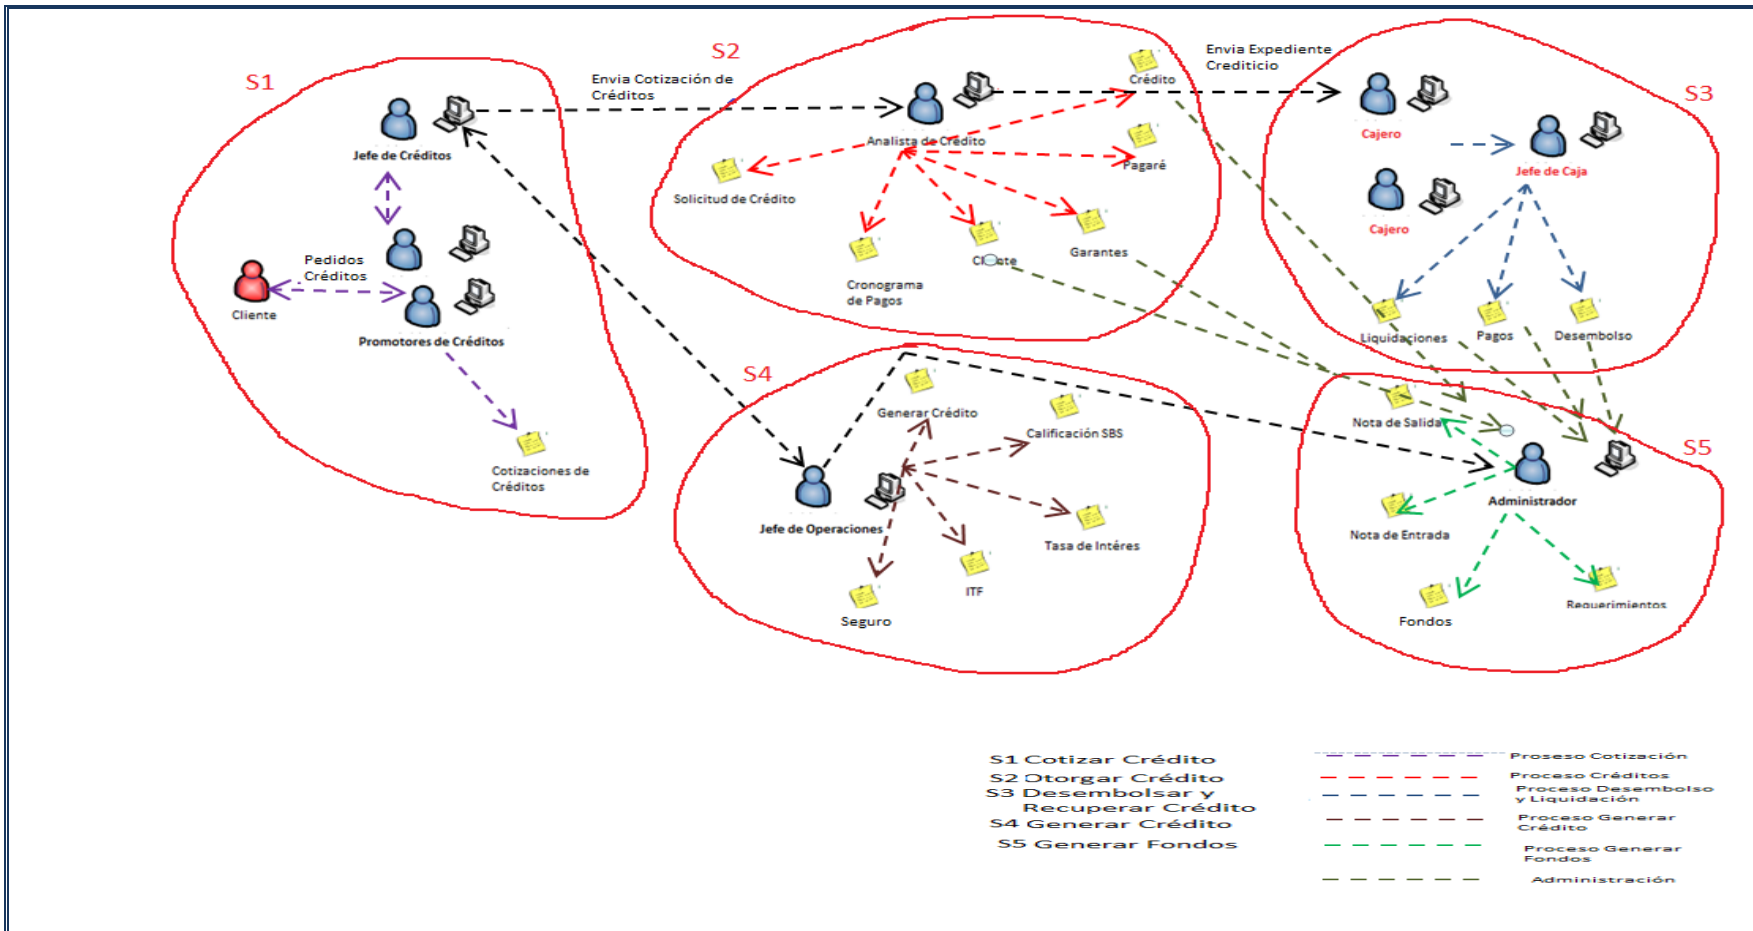 S1
Jefe de Créditos
Pedidos
Créditos
Cliente
Promotores de Créditos
Cotizaciones de
Créditos
Envia Cotización de
Créditos
S2
Crédito
Analista de Crédito
Pagaré
Solicitud de Crédito
Cronograma
de Pagos
Garantes
Envia Expediente
Crediticio
S3
Cajero
Jefe de Caja
Cajero
Liquidaciones
Pagos
Desembolso
S4
Generar Crédito
Calificación SBS
Jefe de Operaciones
Tasa de Intéres
ITF
Seguro
Nota de Salida
S5
Administrador
Nota de Entrada
Fondos
Requerimientos
S1 Cotizar Crédito
S2 Otorgar Crédito
S3 Desembolsar y
Recuperar Crédito
S4 Generar Crédito
S5 Generar Fondos
Proseso Cotización
Proceso Créditos
Proceso Desembolso
y Liquidación
Proceso Generar
Crédito
Proceso Generar
Fondos
Administración